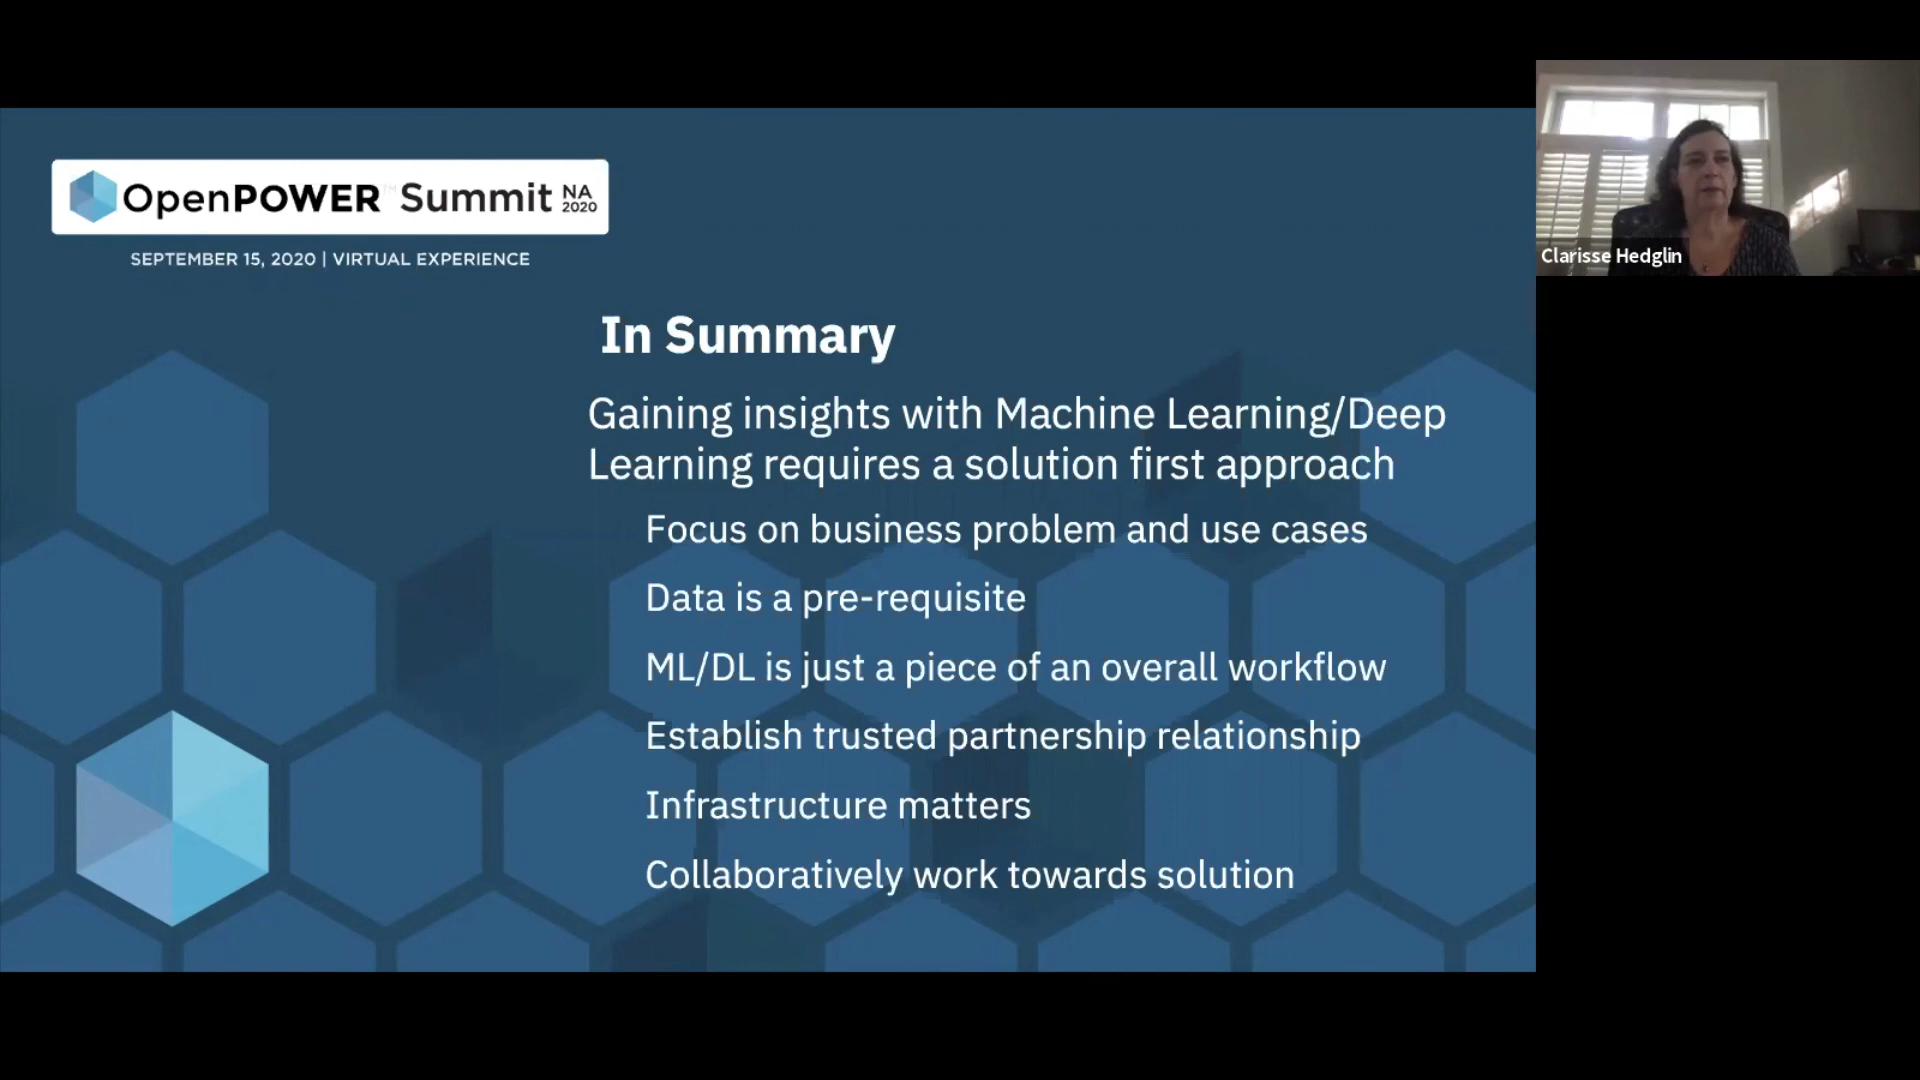 OpenPOWER™ Summit NA 2020
SEPTEMBER 15, 2020 | VIRTUAL EXPERIENCE
Clarisse Hedglin
In Summary
Gaining insights with Machine Learning/Deep
Learning requires a solution first approach
Focus on business problem and use cases
Data is a pre-requisite
ML/DL is just a piece of an overall workflow
Establish trusted partnership relationship
Infrastructure matters
Collaboratively work towards solution